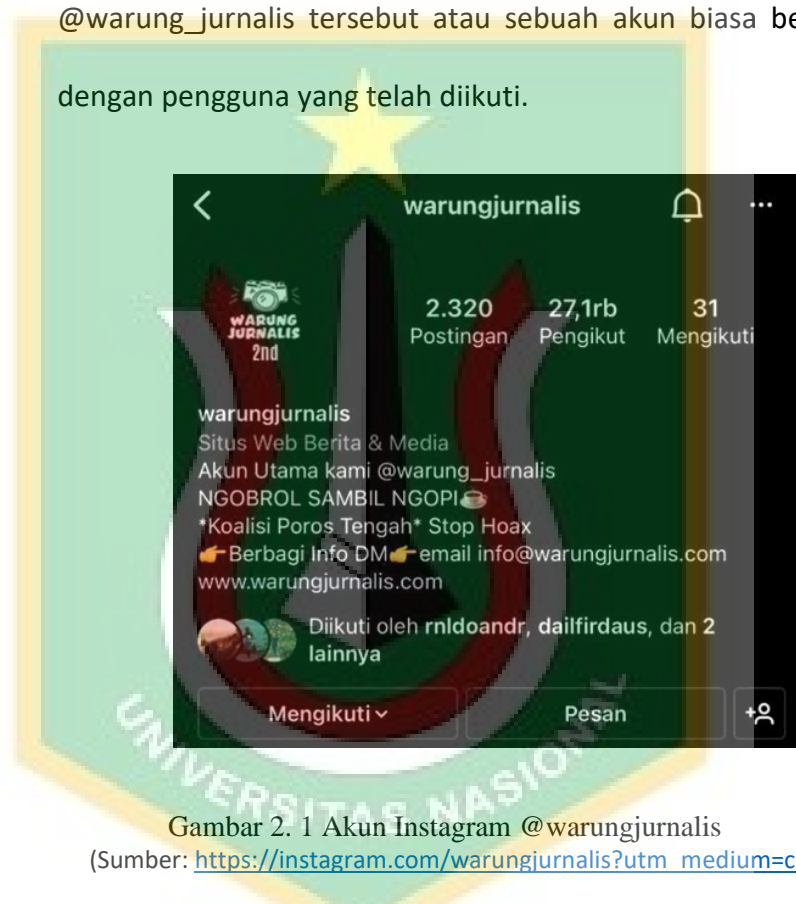 @warung_jurnalis tersebut atau sebuah akun biasa be
dengan pengguna yang telah diikuti.
warungjurnalis
WARUNG
JURNALIS
2nd
2.320 27,1rb 31
Postingan Pengikut Mengikuti
warungjurnalis
Situs Web Berita & Media
Akun Utama kami @warung_jurnalis
NGOBROL SAMBIL NGOPI☕
*Koalisi Poros Tengah* Stop Hoax
👉Berbagi Info DM👉email info@warungjurnalis.com
www.warungjurnalis.com
Diikuti oleh rnldoandr, dailfirdaus, dan 2
lainnya
Mengikuti Pesan
UNIVERSITAS NASIONAL
Gambar 2. 1 Akun Instagram @warungjurnalis
(Sumber: https://instagram.com/warungjurnalis?utm_medium=c